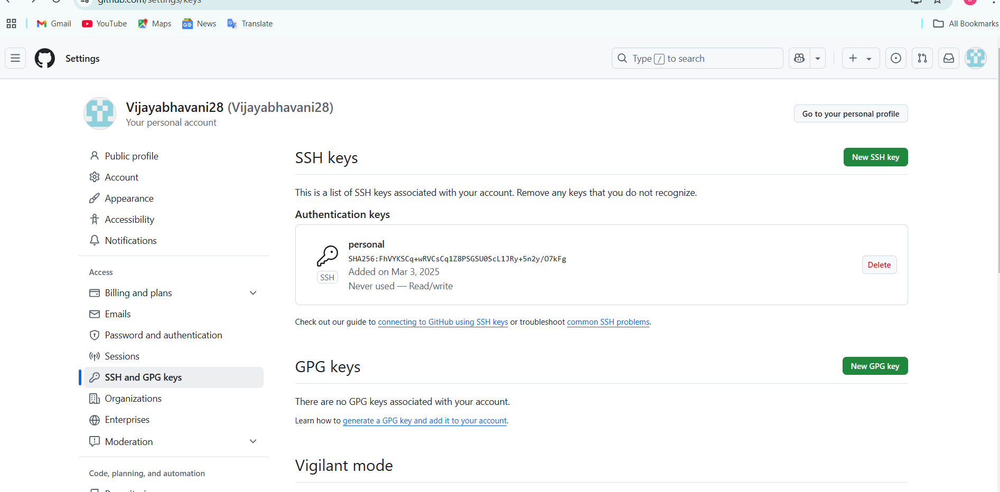 github.com/settings/keys
Gmail YouTube Maps News Translate All Bookmarks
Settings Type / to search
Vijayabhavani28 (Vijayabhavani28)
Your personal account
Go to your personal profile
Public profile
Account
Appearance
Accessibility
Notifications
Access
Billing and plans
Emails
Password and authentication
Sessions
SSH and GPG keys
Organizations
Enterprises
Moderation
Code, planning, and automation
SSH keys
New SSH key
This is a list of SSH keys associated with your account. Remove any keys that you do not recognize.
Authentication keys
personal
SHA256:FhVYKSCq+wRVCsCq1Z8PSGSU0ScL1JRy+5n2y/O7kFg
SSH
Added on Mar 3, 2025
Never used — Read/write
Delete
Check out our guide to connecting to GitHub using SSH keys or troubleshoot common SSH problems.
GPG keys
New GPG key
There are no GPG keys associated with your account.
Learn how to generate a GPG key and add it to your account.
Vigilant mode